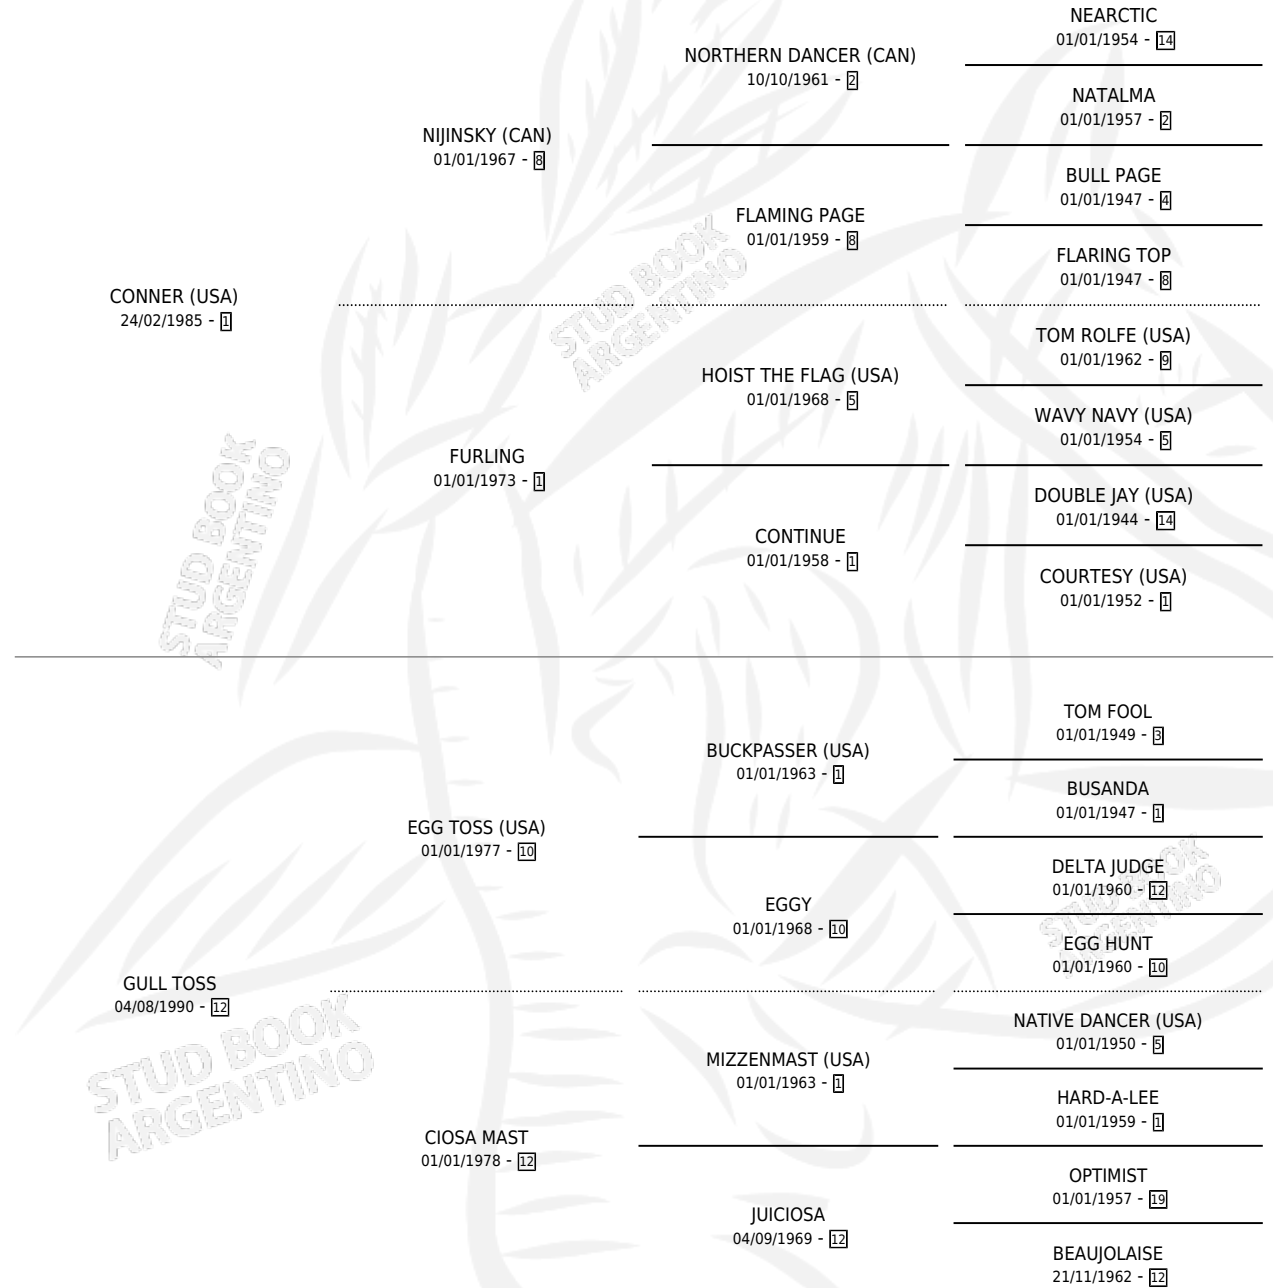 NEARCTIC
01/01/1954 - 14
NORTHERN DANCER (CAN)
10/10/1961 - 2
NATALMA
01/01/1957 - 2
NIJINSKY (CAN)
01/01/1967 - 8
BULL PAGE
01/01/1947 - 4
FLAMING PAGE
01/01/1959 - 8
FLARING TOP
01/01/1947 - 8
CONNER (USA)
24/02/1985 - 1
STUD BOOK
ARGENTINO
TOM ROLFE (USA)
01/01/1962 - 9
HOIST THE FLAG (USA)
01/01/1968 - 5
WAVY NAVY (USA)
01/01/1954 - 5
FURLING
01/01/1973 - 1
DOUBLE JAY (USA)
01/01/1944 - 14
CONTINUE
01/01/1958 - 1
COURTESY (USA)
01/01/1952 - 1
STUD BOOK
ARGENTINO
TOM FOOL
01/01/1949 - 3
BUCKPASSER (USA)
01/01/1963 - 1
BUSANDA
01/01/1947 - 1
EGG TOSS (USA)
01/01/1977 - 10
DELTA JUDGE
01/01/1960 - 12
EGGY
01/01/1968 - 10
EGG HUNT
01/01/1960 - 10
STUD BOOK
ARGENTINO
GULL TOSS
04/08/1990 - 12
NATIVE DANCER (USA)
01/01/1950 - 5
MIZZENMAST (USA)
01/01/1963 - 1
HARD-A-LEE
01/01/1959 - 1
STUD BOOK
ARGENTINO
CIOSA MAST
01/01/1978 - 12
OPTIMIST
01/01/1957 - 19
JUICIOSA
04/09/1969 - 12
BEAUJOLAISE
21/11/1962 - 12